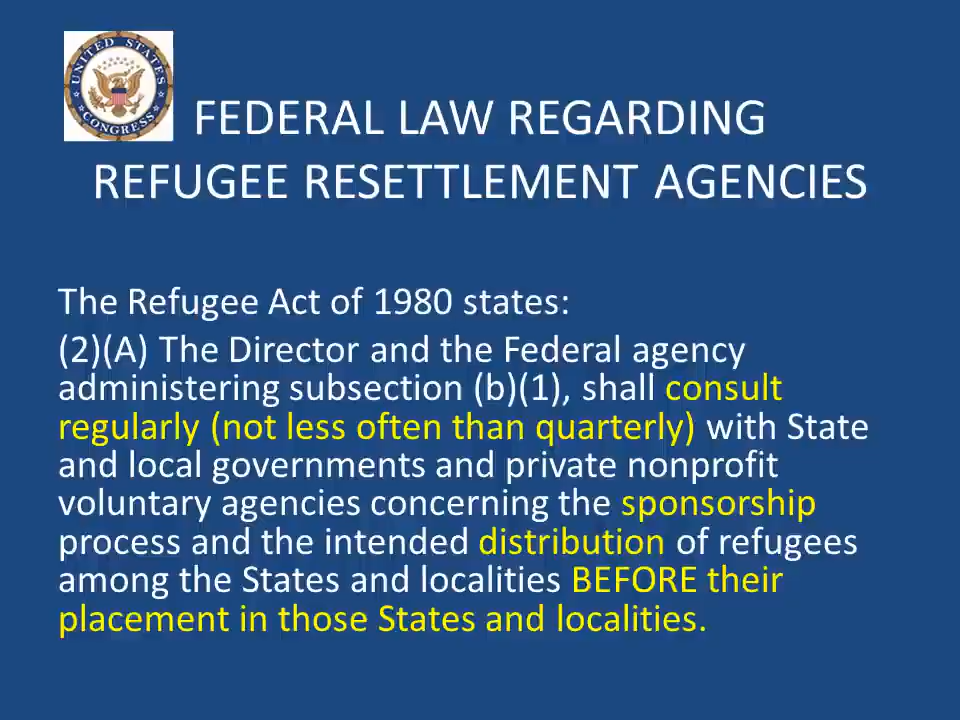 UNITED STATES
CONGRESS
FEDERAL LAW REGARDING
REFUGEE RESETTLEMENT AGENCIES
The Refugee Act of 1980 states:
(2)(A) The Director and the Federal agency
administering subsection (b)(1), shall consult
regularly (not less often than quarterly) with State
and local governments and private nonprofit
voluntary agencies concerning the sponsorship
process and the intended distribution of refugees
among the States and localities BEFORE their
placement in those States and localities.